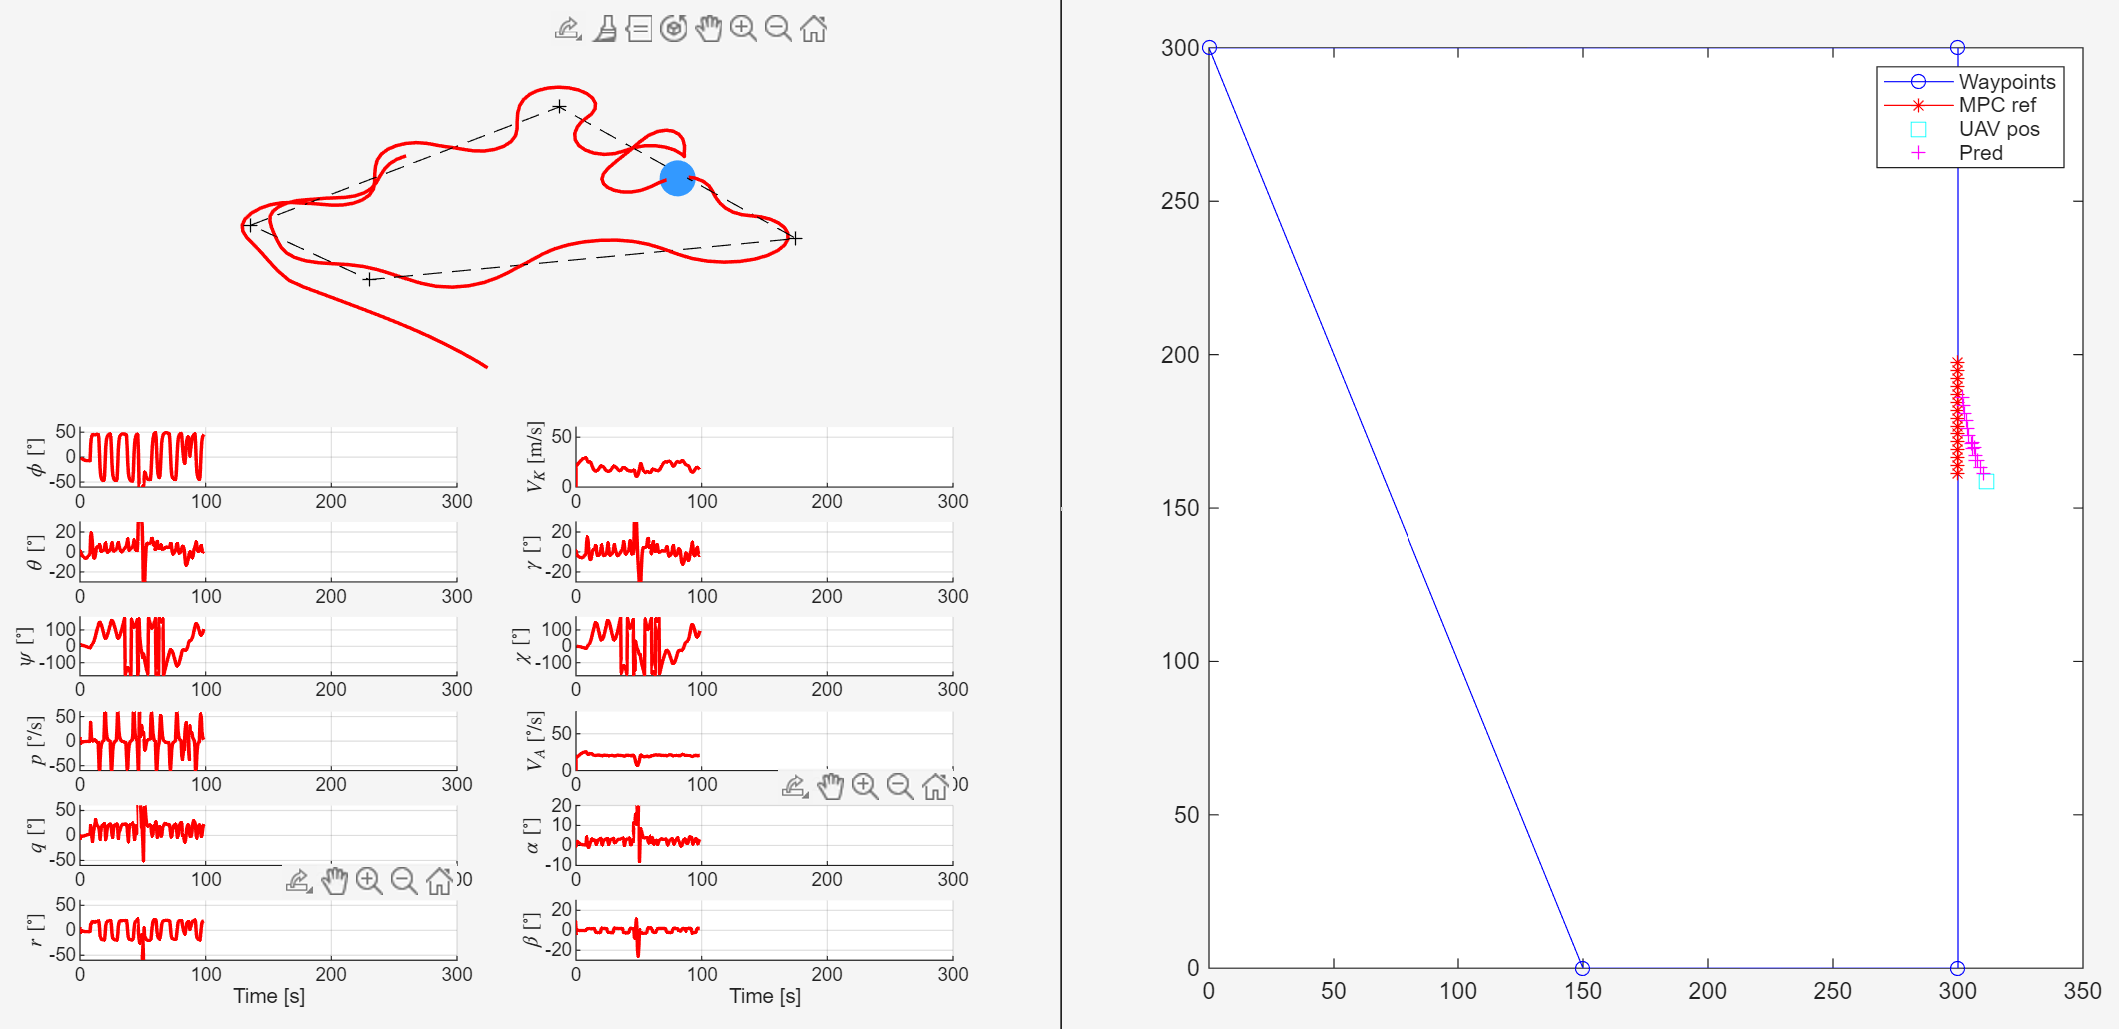 50
0
-50
ϕ [°]
0 100 200 300
50
0
V_K [m/s]
0 100 200 300
20
0
-20
θ [°]
0 100 200 300
20
0
-20
γ [°]
0 100 200 300
100
0
-100
ψ [°]
0 100 200 300
100
0
-100
χ [°]
0 100 200 300
50
0
-50
p [°/s]
0 100 200 300
50
0
V_A [°/s]
0 100 200 00
50
0
-50
q [°]
0 100 00
20
10
0
-10
α [°]
0 100 200 300
50
0
-50
r [°]
0 100 200 300
Time [s]
20
0
-20
β [°]
0 100 200 300
Time [s]
300
250
200
150
100
50
0
0 50 100 150 200 250 300 350
Waypoints
MPC ref
UAV pos
Pred